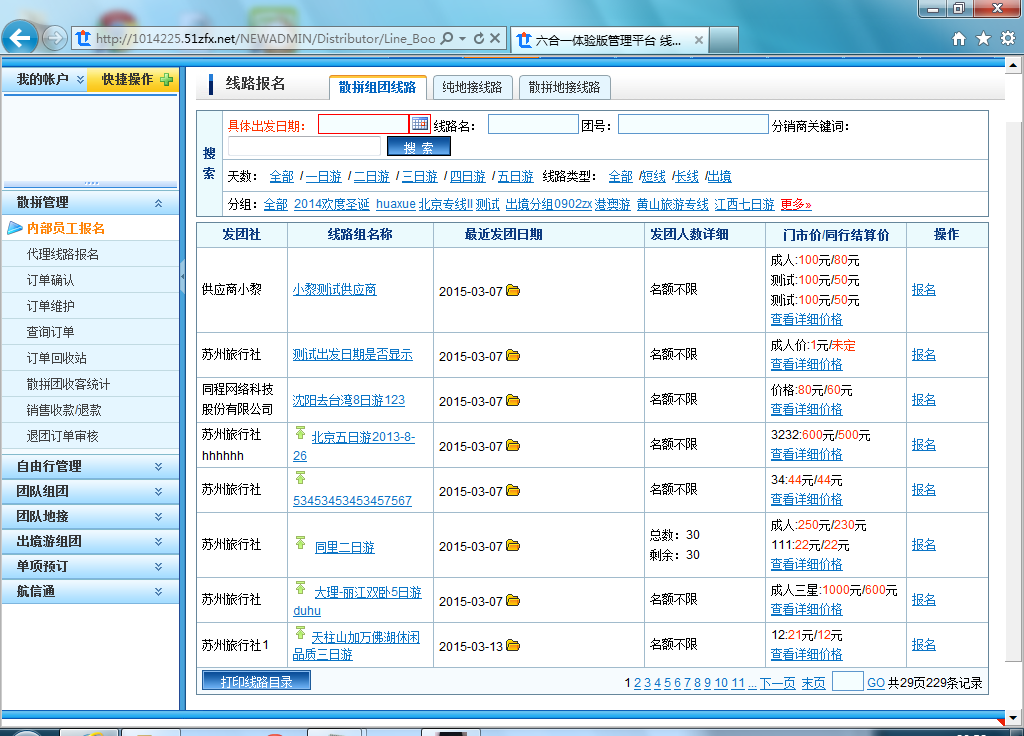 http://1014225.51zfx.net/NEWADMIN/Distributor/Line_Boo
六合一体验版管理平台 线...
我的帐户 快捷操作
散拼管理
内部员工报名
代理线路报名
订单确认
订单维护
查询订单
订单回收站
散拼团收客统计
销售收款/退款
退团订单审核
自由行管理
团队组团
团队地接
出境游组团
单项预订
航信通
线路报名 散拼组团线路 纯地接线路 散拼地接线路
搜索
具体出发日期： 线路名： 团号： 分销商关键词：
搜 索
天数： 全部 /一日游 /二日游 /三日游 /四日游 /五日游 线路类型： 全部 /短线 /长线 /出境
分组：全部 2014欢度圣诞 huaxue 北京专线II 测试 出境分组0902zx 港澳游 黄山旅游专线 江西七日游 更多»
发团社 线路组名称 最近发团日期 发团人数详细 门市价/同行结算价 操作
供应商小黎 小黎测试供应商 2015-03-07 名额不限 成人:100元/80元
测试:100元/50元
测试:100元/50元
查看详细价格 报名
苏州旅行社 测试出发日期是否显示 2015-03-07 名额不限 成人价:1元/未定
查看详细价格 报名
同程网络科技
股份有限公司 沈阳去台湾8日游123 2015-03-07 名额不限 价格:80元/60元
查看详细价格 报名
苏州旅行社
hhhhhh 北京五日游2013-8-
26 2015-03-07 名额不限 3232:600元/500元
查看详细价格 报名
苏州旅行社 53453453453457567 2015-03-07 名额不限 34:44元/44元
查看详细价格 报名
苏州旅行社 同里二日游 2015-03-07 总数：30
剩余：30 成人:250元/230元
111:22元/22元
查看详细价格 报名
苏州旅行社 大理-丽江双卧5日游
duhu 2015-03-07 名额不限 成人三星:1000元/600元
查看详细价格 报名
苏州旅行社1 天柱山加万佛湖休闲
品质三日游 2015-03-13 名额不限 12:21元/12元
查看详细价格 报名
打印线路目录 1 2 3 4 5 6 7 8 9 10 11 ... 下一页 末页 GO 共29页229条记录